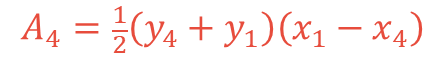 A₄ = ½(y₄ + y₁)(x₁ − x₄)